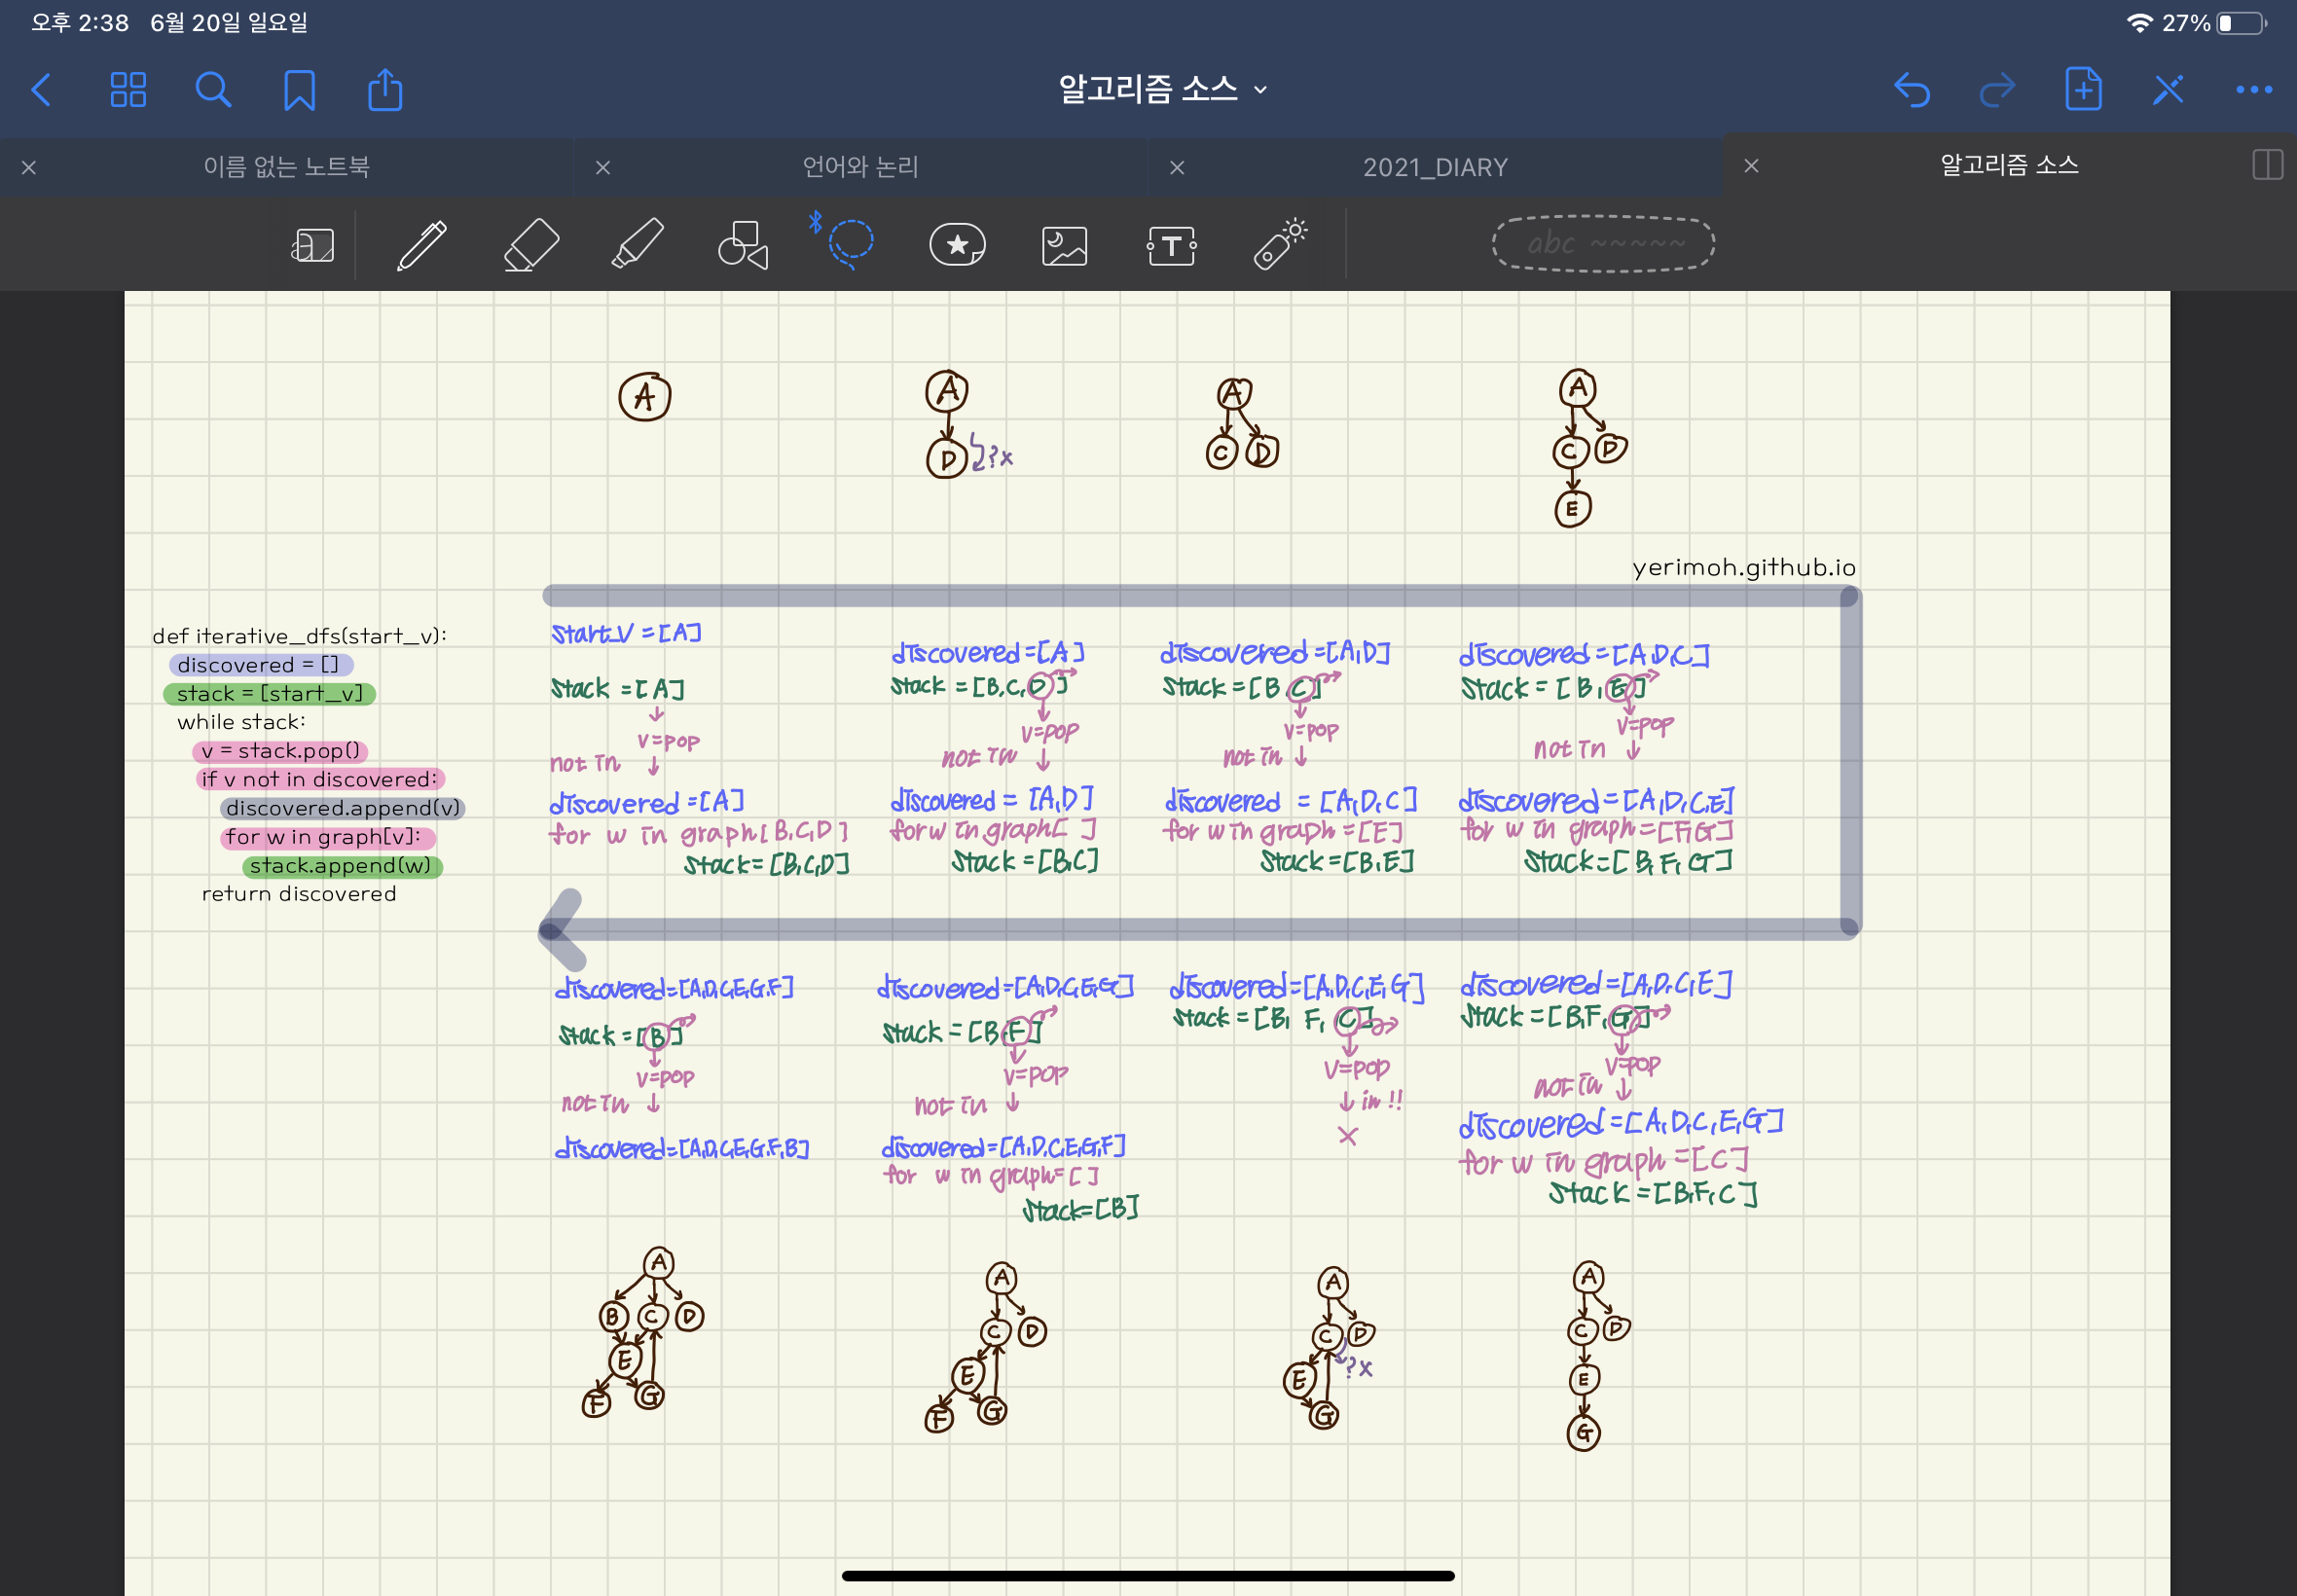 오후 2:38 6월 20일 일요일
27%
알고리즘 소스
이름 없는 노트북
언어와 논리
2021_DIARY
알고리즘 소스
abc ~~~~~
T
A
A
D
?x
A
C D
A
C D
E
yerimoh.github.io
def iterative_dfs(start_v):
discovered = []
stack = [start_v]
while stack:
v = stack.pop()
if v not in discovered:
discovered.append(v)
for w in graph[v]:
stack.append(w)
return discovered
start_V = [A]
stack = [A]
v=pop
not in
discovered = [A]
for w in graph[B,C,D]
stack=[B,C,D]
discovered=[A]
stack = [B,C,D]
v=pop
not in
discovered = [A,D]
for w in graph[ ]
stack=[B,C]
discovered=[A,D]
stack=[B,C]
v=pop
not in
discovered = [A,D,C]
for w in graph=[E]
stack=[B,E]
discovered=[A,D,C]
stack= [B,E]
v=pop
not in
discovered=[A,D,C,E]
for w in graph=[F,G]
stack=[B,F,G]
discovered=[A,D,C,E,G,F]
stack=[B]
v=pop
not in
discovered=[A,D,C,E,G,F,B]
discovered=[A,D,C,E,G]
stack=[B,F]
v=pop
not in
discovered=[A,D,C,E,G,F]
for w in graph=[ ]
stack=[B]
discovered=[A,D,C,E,G]
stack=[B, F, C]
v=pop
in !!
x
discovered=[A,D,C,E]
stack=[B,F,G]
v=pop
not in
discovered=[A,D,C,E,G]
for w in graph=[C]
stack=[B,F,C]
A
B C D
E
F G
A
C D
E
F G
A
C D
?x
E
G
A
C D
E
G